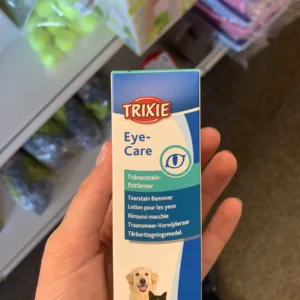 TRIXIE
Eye-
Care
Tränenstein-
Entferner
Tearstain Remover
Lotion pour les yeux
Rimuovi macchie
Traansmeer-Verwijderaar
Tårborttagningsmedel